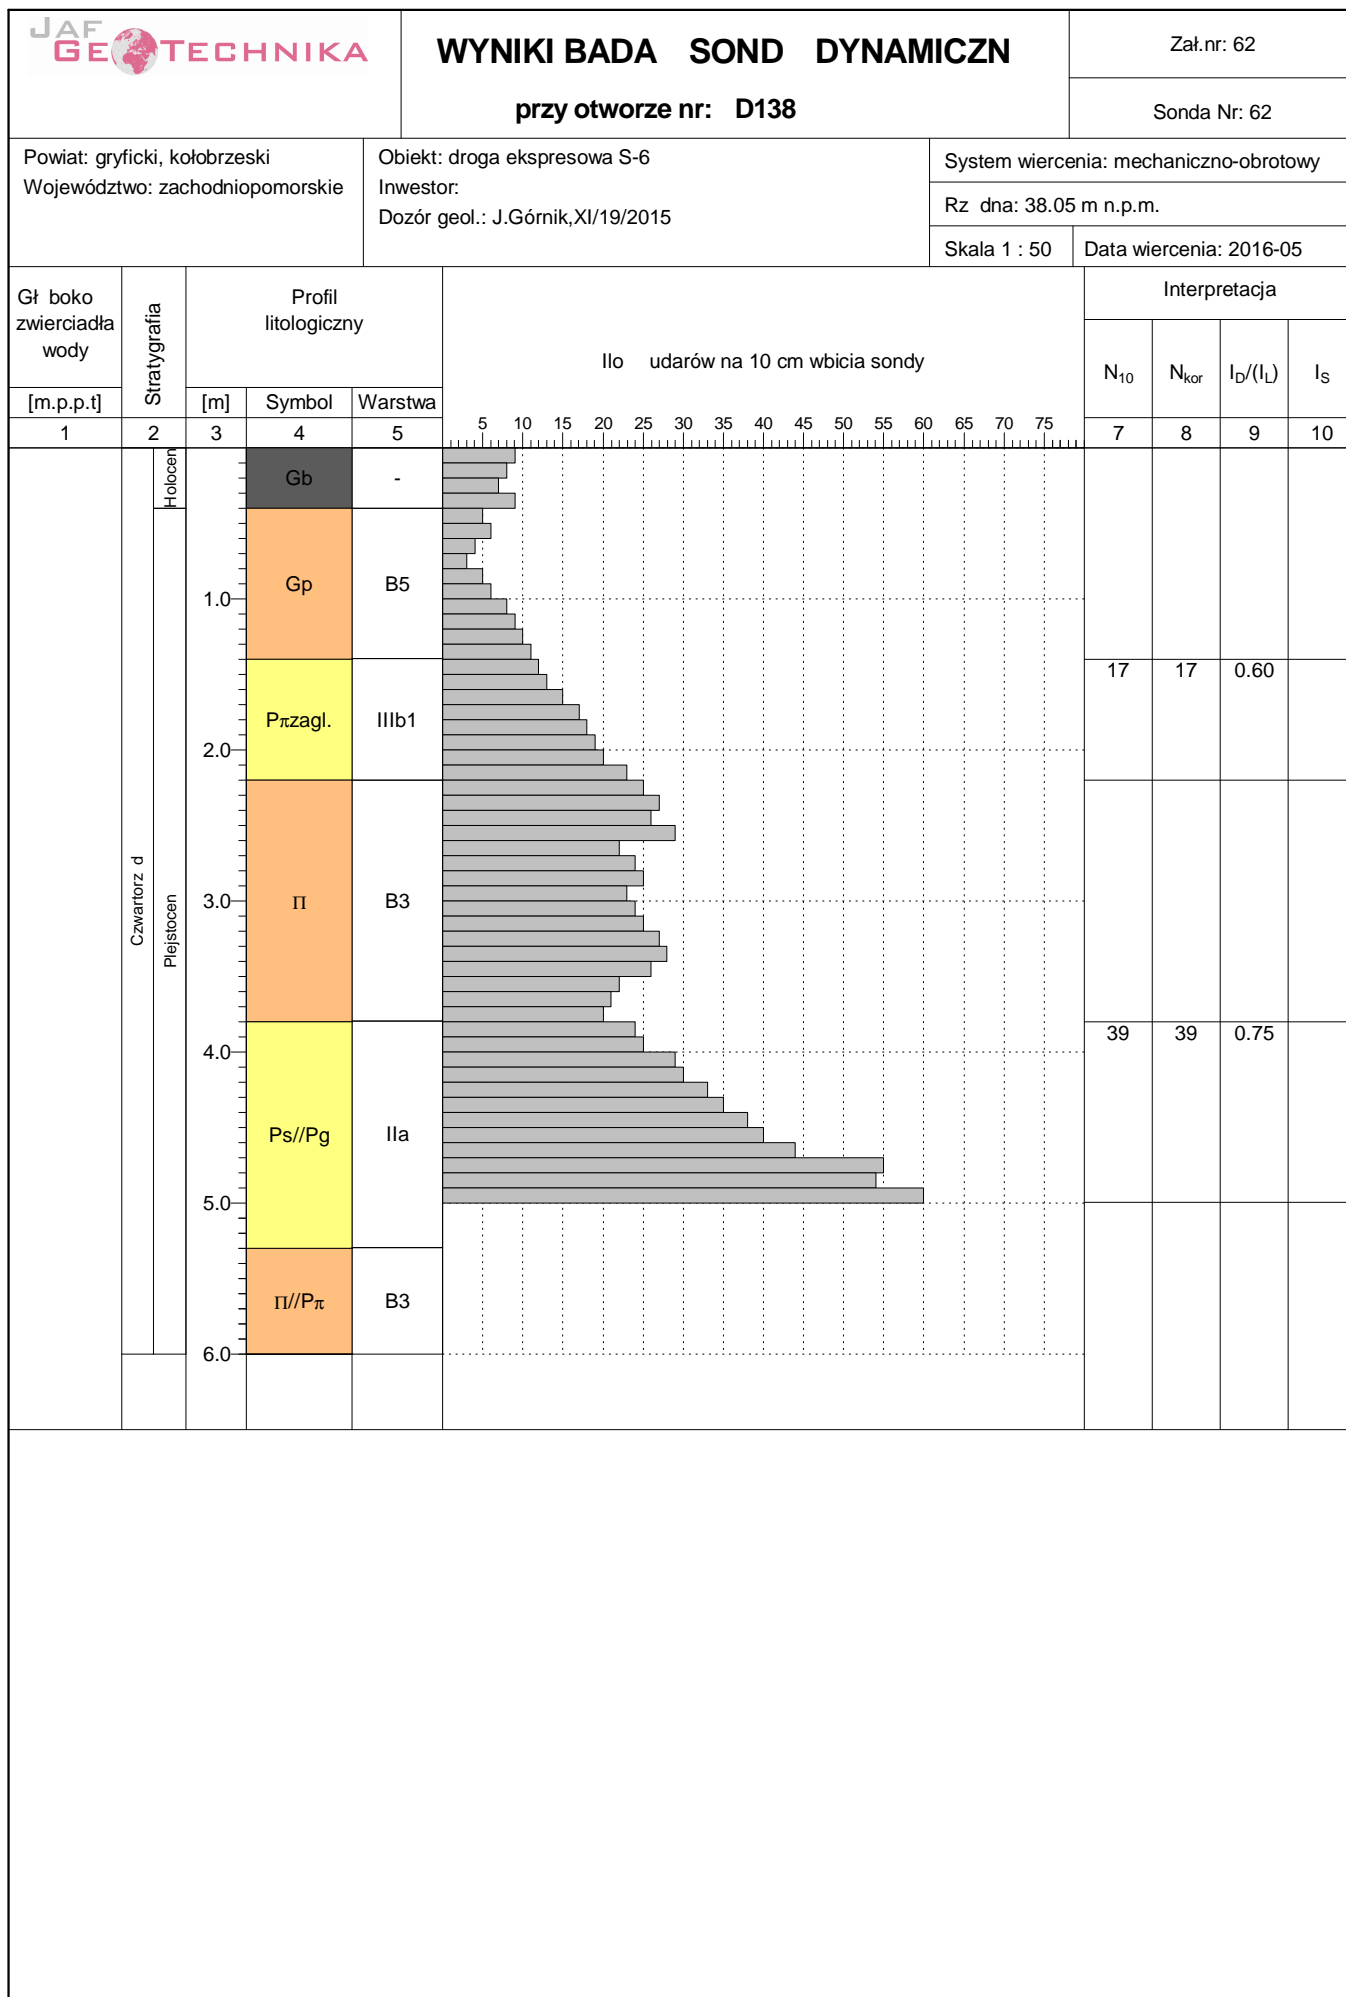 JAF
GEOTECHNIKA
WYNIKI BADA SOND DYNAMICZN
przy otworze nr: D138
Zał.nr: 62
Sonda Nr: 62
Powiat: gryficki, kołobrzeski
Województwo: zachodniopomorskie
Obiekt: droga ekspresowa S-6
Inwestor:
Dozór geol.: J.Górnik,XI/19/2015
System wiercenia: mechaniczno-obrotowy
Rz dna: 38.05 m n.p.m.
Skala 1 : 50
Data wiercenia: 2016-05
Gł boko
zwierciadła
wody
[m.p.p.t]
Stratygrafia
Profil
litologiczny
[m] Symbol Warstwa
Ilo udarów na 10 cm wbicia sondy
Interpretacja
N10 Nkor ID/(IL) IS
5 10 15 20 25 30 35 40 45 50 55 60 65 70 75
1 2 3 4 5 7 8 9 10
Holocen
Gb -
Gp B5
1.0
17 17 0.60
Pπzagl. IIIb1
2.0
Czwartorz d
Plejstocen
Π B3
3.0
39 39 0.75
4.0
Ps//Pg IIa
5.0
Π//Pπ B3
6.0